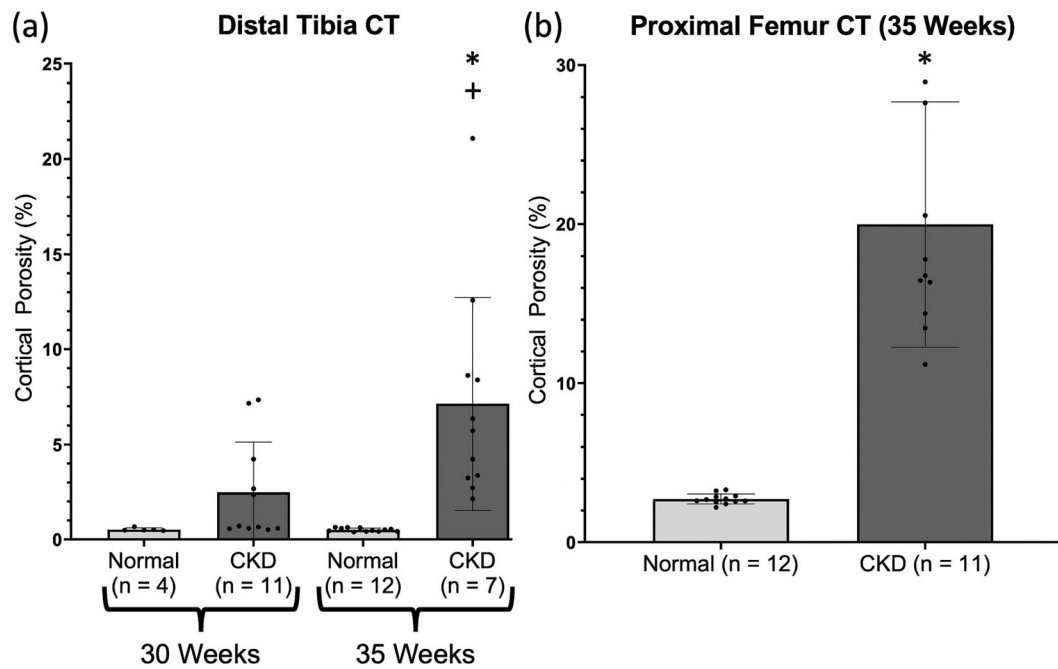 (a)
Distal Tibia CT
Cortical Porosity (%)
25
20
15
10
5
0
*
+
Normal
(n = 4)
CKD
(n = 11)
Normal
(n = 12)
CKD
(n = 7)
30 Weeks
35 Weeks
(b)
Proximal Femur CT (35 Weeks)
Cortical Porosity (%)
30
20
10
0
*
Normal (n = 12)
CKD (n = 11)